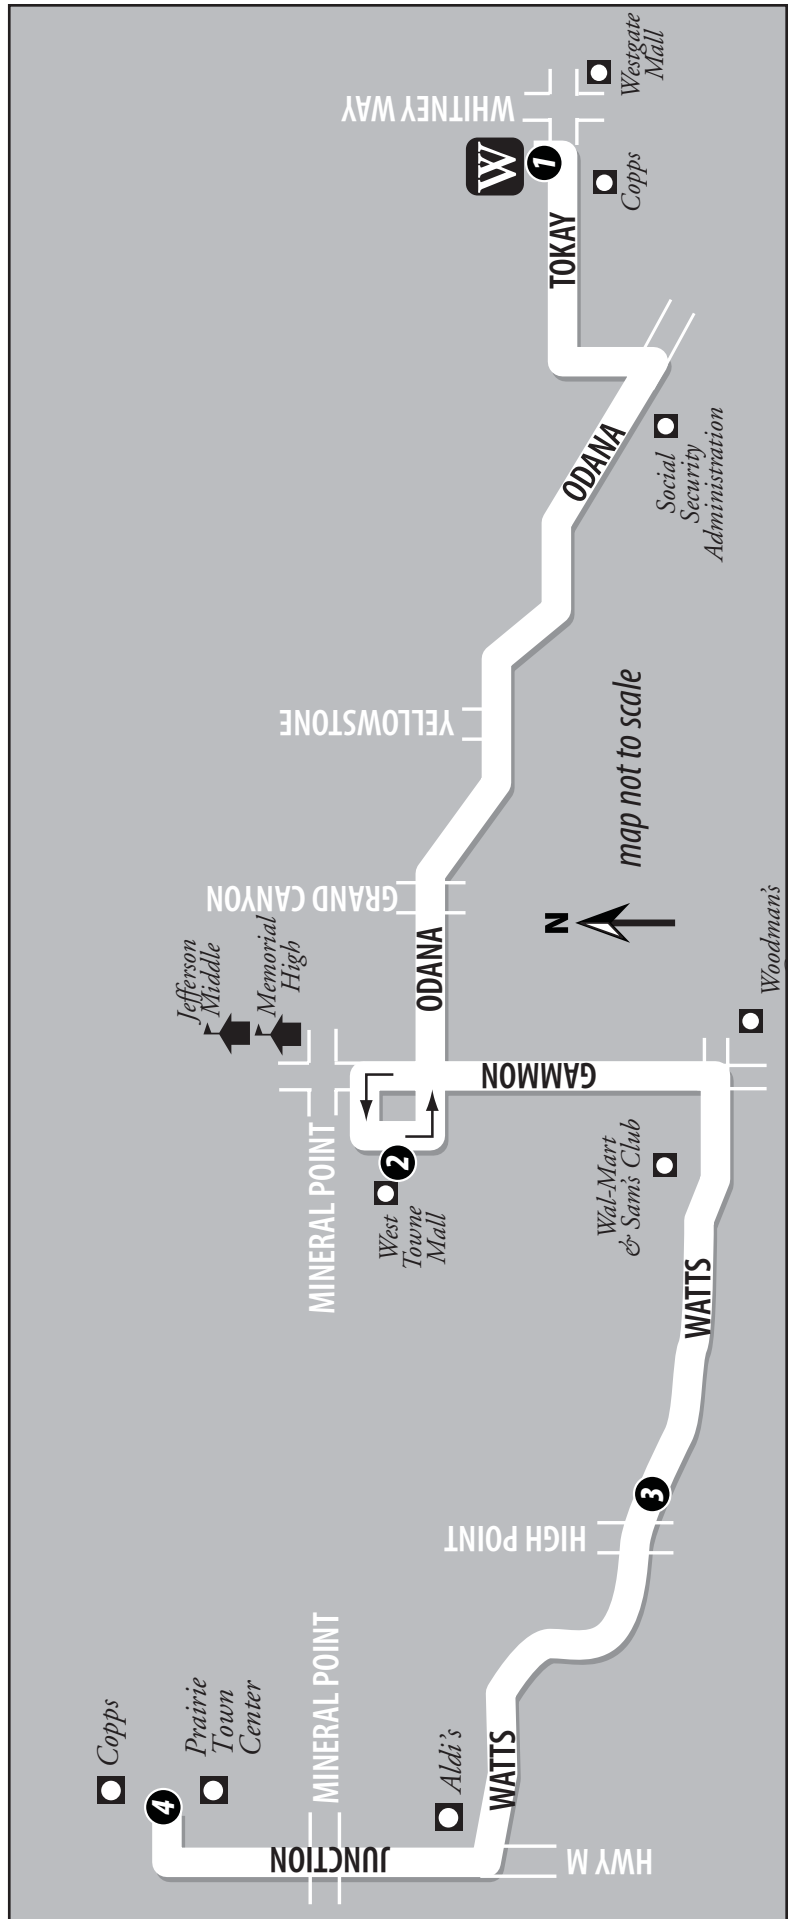 Westgate
Mall
WHITNEY WAY
W
1
Copps
TOKAY
ODANA
Social
Security
Administration
YELLOWSTONE
map not to scale
GRAND CANYON
N
ODANA
Jefferson
Middle
Memorial
High
Woodman's
GAMMON
MINERAL POINT
2
West
Towne
Mall
Wal-Mart
& Sam's Club
WATTS
3
HIGH POINT
MINERAL POINT
Copps
Prairie
Town
Center
4
Aldi's
WATTS
JUNCTION
HWY M